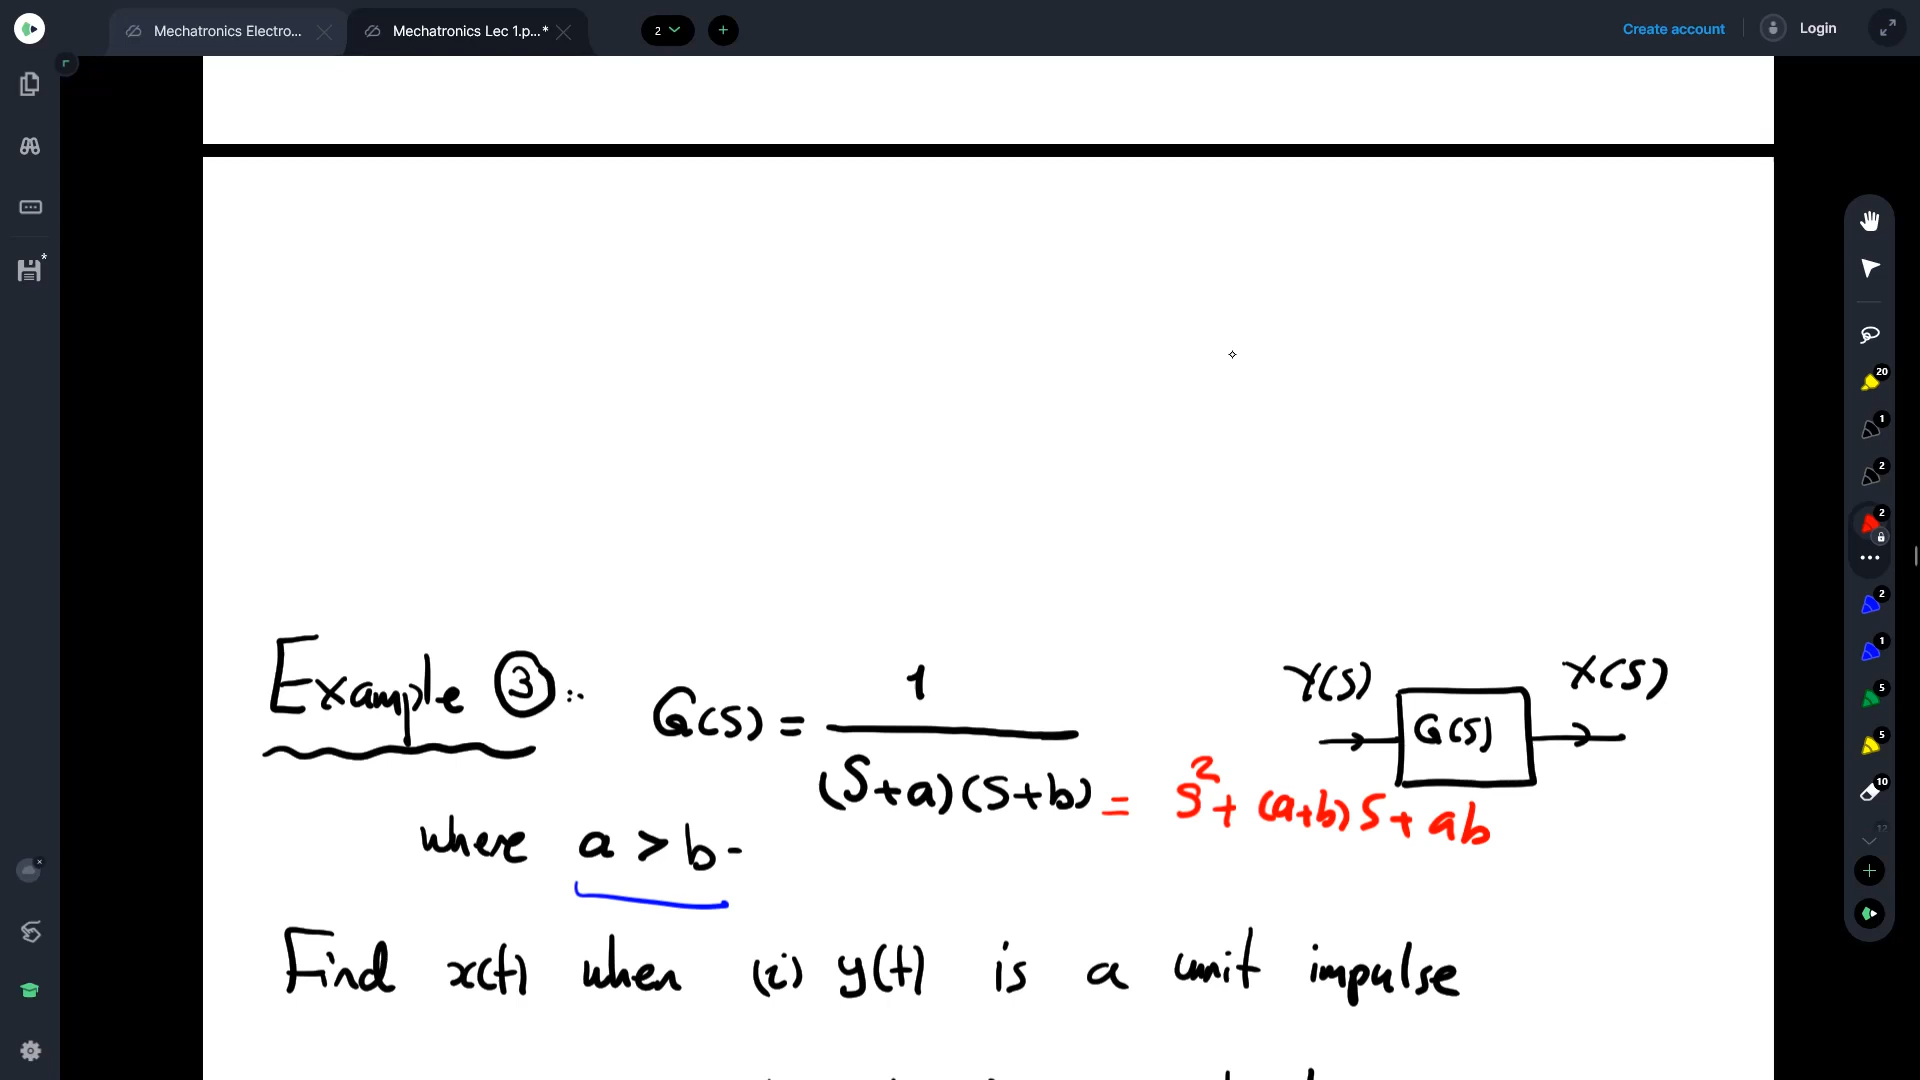 Mechatronics Electro...
Mechatronics Lec 1.p...*
2
Create account
Login
20
1
2
2
2
1
5
5
10
12
Example ③:. G(s) = 1
(S+a)(S+b) = S² + (a+b) S + ab
Y(S) G(S) X(S)
where a > b -
Find x(t) when (i) y(t) is a unit impulse